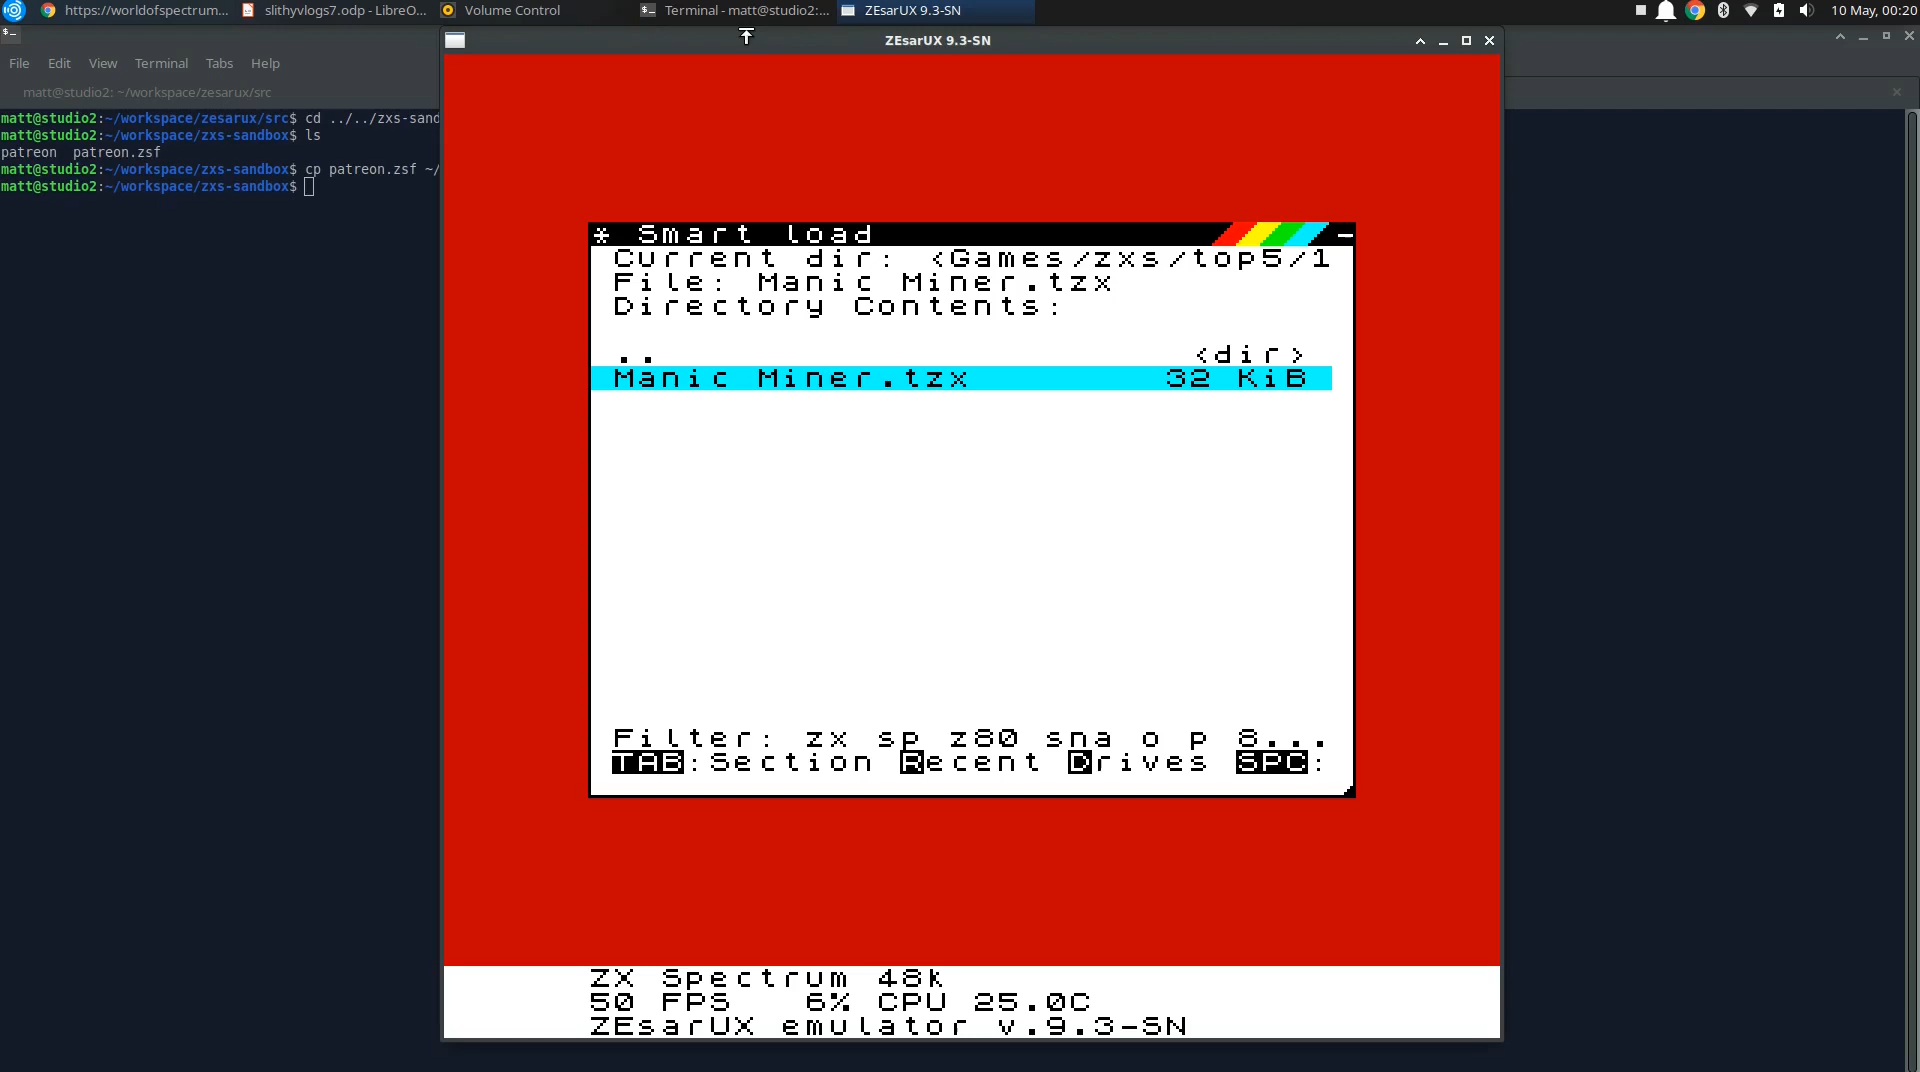 https://worldofspectrum... slithyvlogs7.odp - LibreO... Volume Control Terminal - matt@studio2:... ZEsarUX 9.3-SN 10 May, 00:20
ZEsarUX 9.3-SN
File Edit View Terminal Tabs Help
matt@studio2: ~/workspace/zesarux/src
matt@studio2:~/workspace/zesarux/src$ cd ../../zxs-sand
matt@studio2:~/workspace/zxs-sandbox$ ls
patreon patreon.zsf
matt@studio2:~/workspace/zxs-sandbox$ cp patreon.zsf ~/
matt@studio2:~/workspace/zxs-sandbox$
* Smart load
Current dir: <Games/zxs/top5/1
File: Manic Miner.tzx
Directory Contents:
.. <dir>
Manic Miner.tzx 32 KiB
Filter: zx sp z80 sna o p 8...
TAB:Section Recent Drives SPC:
ZX Spectrum 48k
50 FPS 6% CPU 25.0C
ZEsarUX emulator v.9.3-SN